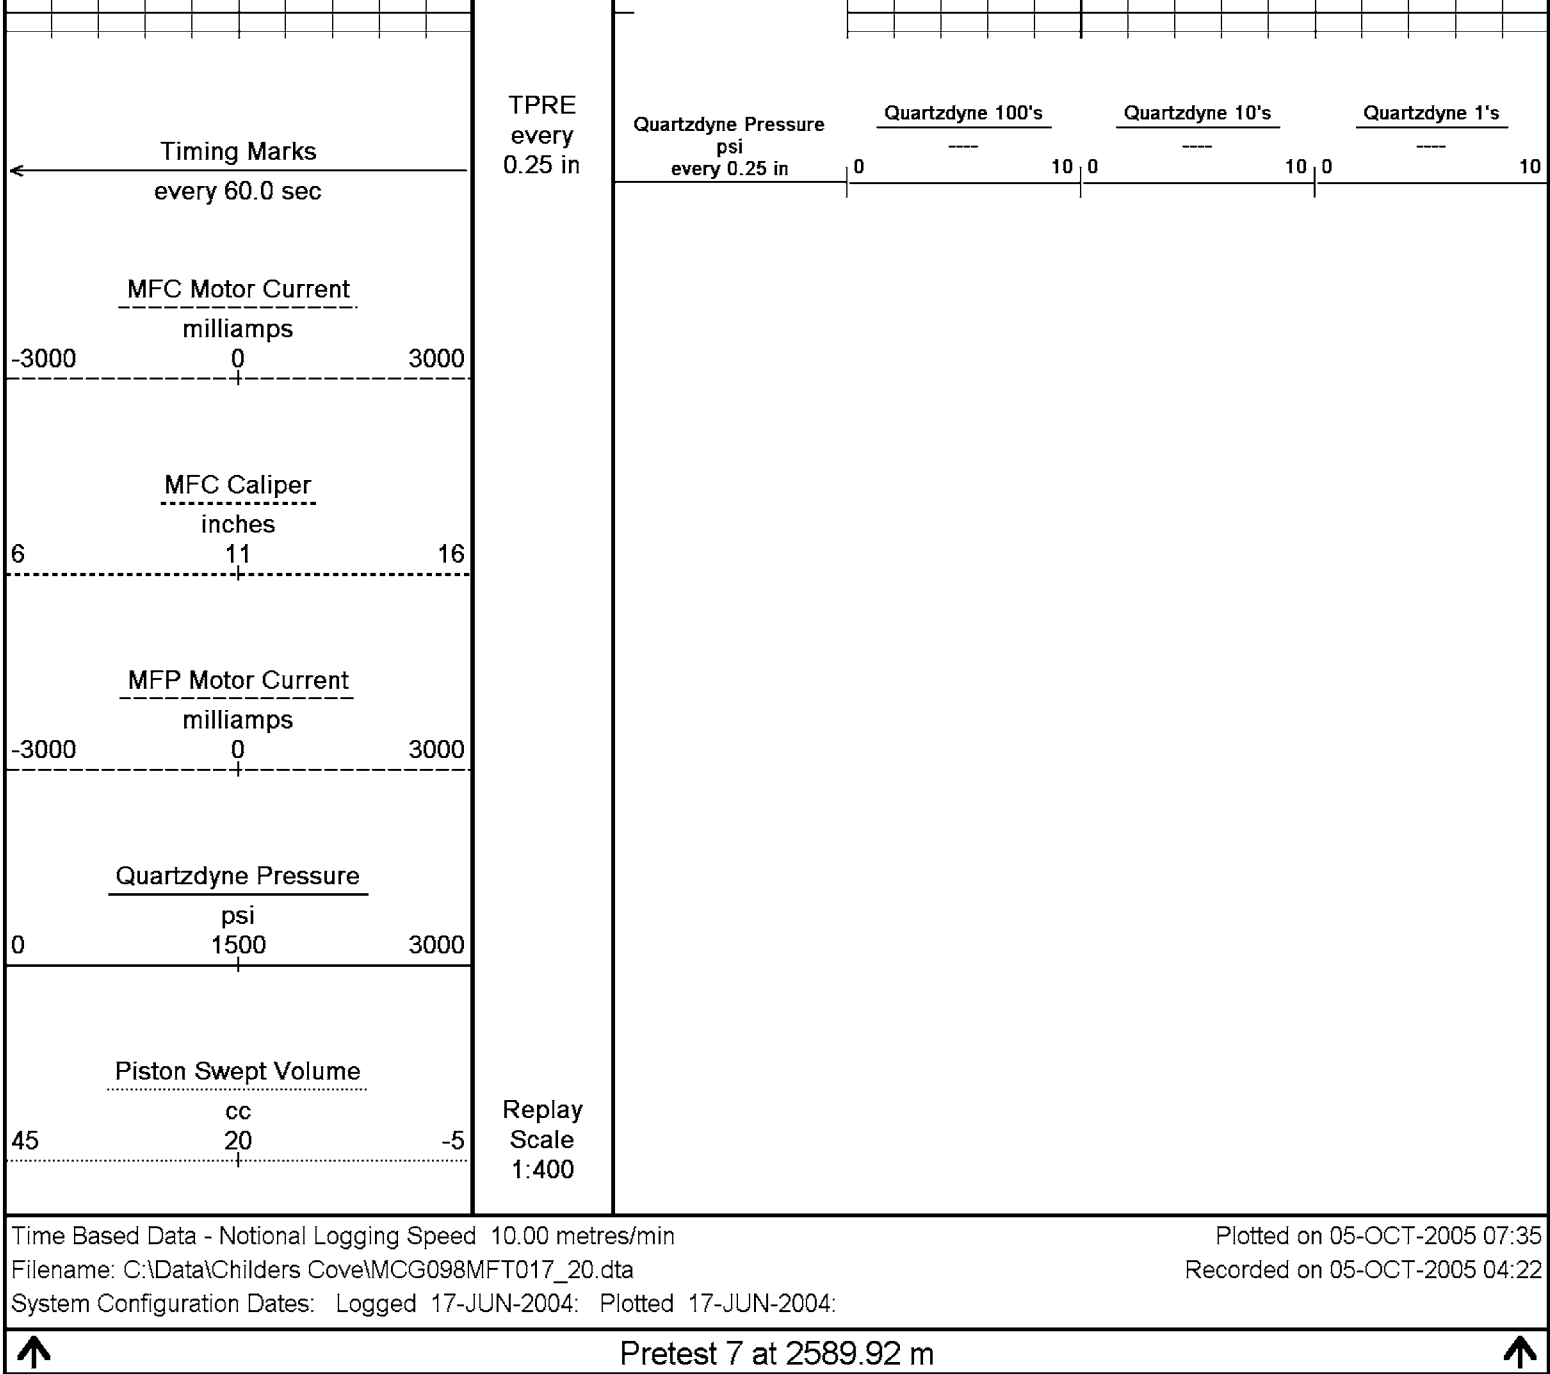 Timing Marks
every 60.0 sec
MFC Motor Current
milliamps
-3000 0 3000
MFC Caliper
inches
6 11 16
MFP Motor Current
milliamps
-3000 0 3000
Quartzdyne Pressure
psi
0 1500 3000
Piston Swept Volume
cc
45 20 -5
TPRE
every
0.25 in
Replay
Scale
1:400
Quartzdyne Pressure
psi
every 0.25 in
Quartzdyne 100's
----
0 10
Quartzdyne 10's
----
0 10
Quartzdyne 1's
----
0 10
Time Based Data - Notional Logging Speed 10.00 metres/min
Plotted on 05-OCT-2005 07:35
Filename: C:\Data\Childers Cove\MCG098MFT017_20.dta
Recorded on 05-OCT-2005 04:22
System Configuration Dates: Logged 17-JUN-2004: Plotted 17-JUN-2004:
Pretest 7 at 2589.92 m